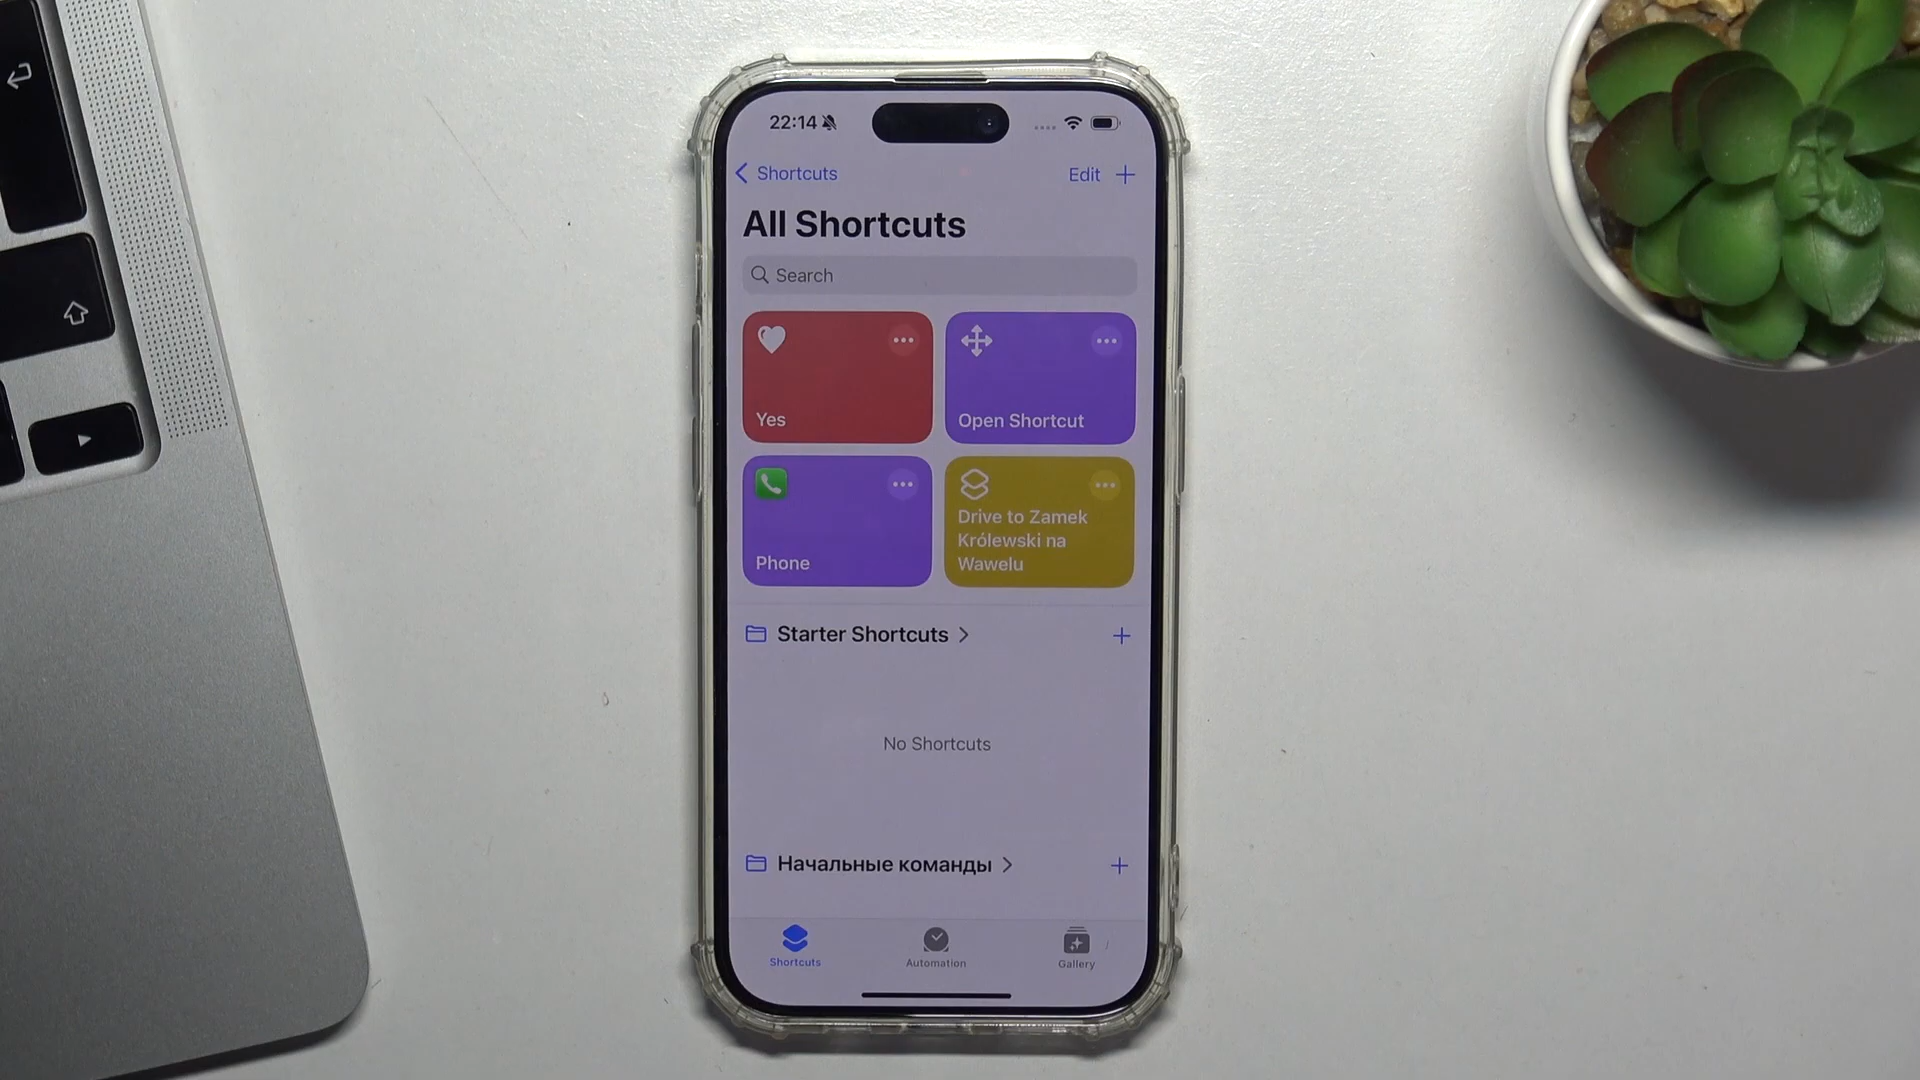 22:14
Shortcuts
Edit
All Shortcuts
Search
Yes
Open Shortcut
Phone
Drive to Zamek
Królewski na
Wawelu
Starter Shortcuts
No Shortcuts
Начальные команды
Shortcuts
Automation
Gallery